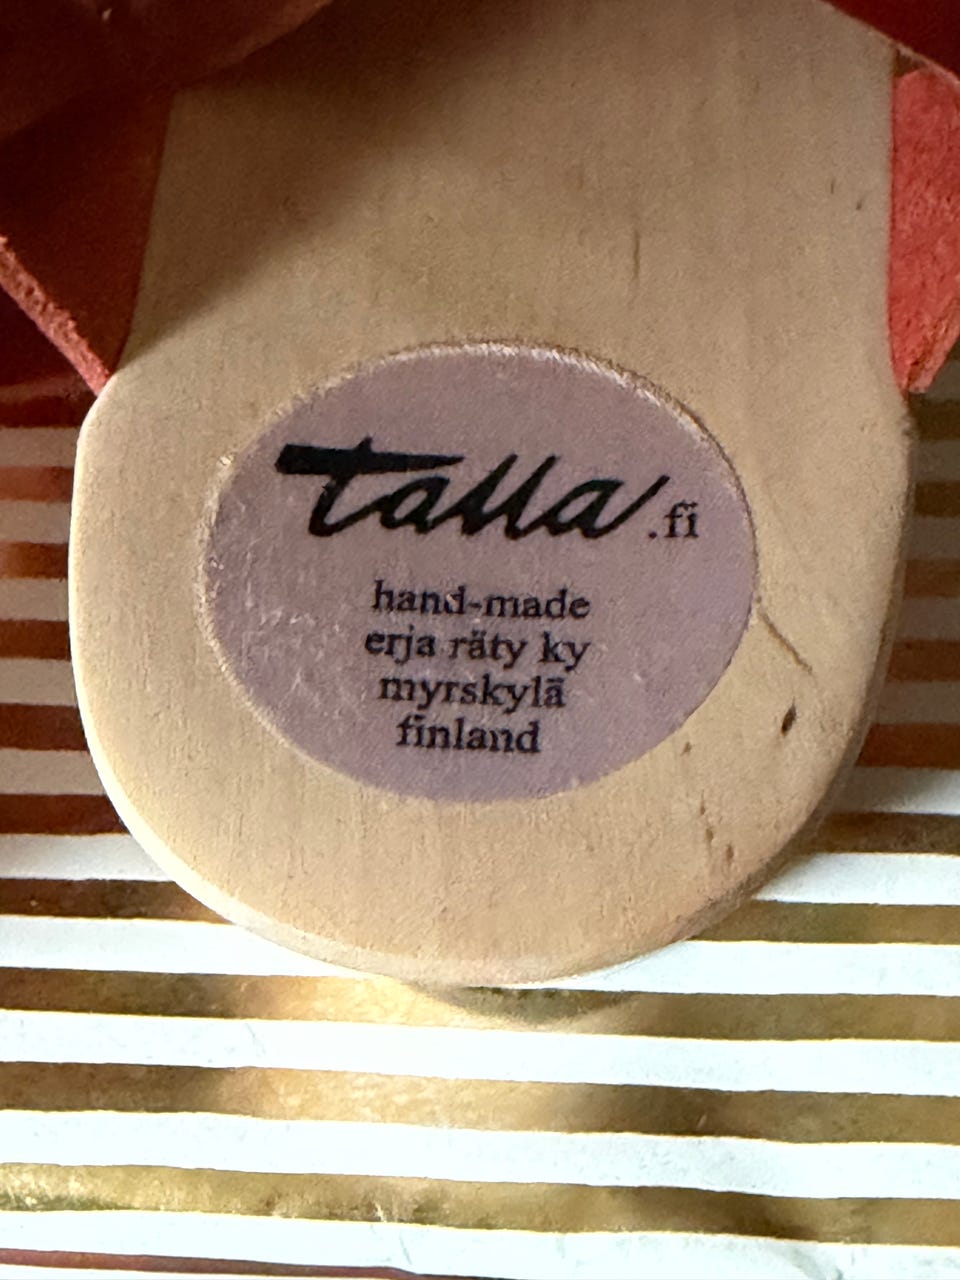 talla.fi
hand-made
erja räty ky
myrskylä
finland